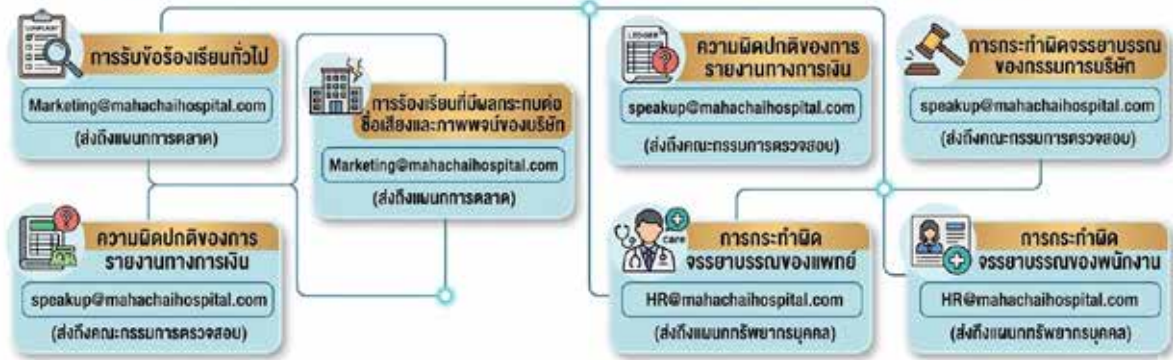 COMPLAINT
การรับข้อร้องเรียนทั่วไป
Marketing@mahachaihospital.com
(ส่งถึงแผนกการตลาด)
การร้องเรียนที่มีผลกระทบต่อ
ชื่อเสียงและภาพพจน์ของบริษัท
Marketing@mahachaihospital.com
(ส่งถึงแผนกการตลาด)
LEDGER
ความผิดปกติของการ
รายงานทางการเงิน
speakup@mahachaihospital.com
(ส่งถึงคณะกรรมการตรวจสอบ)
การกระทำผิดจรรยาบรรณ
ของกรรมการบริษัท
speakup@mahachaihospital.com
(ส่งถึงคณะกรรมการตรวจสอบ)
ความผิดปกติของการ
รายงานทางการเงิน
speakup@mahachaihospital.com
(ส่งถึงคณะกรรมการตรวจสอบ)
care
การกระทำผิด
จรรยาบรรณของแพทย์
HR@mahachaihospital.com
(ส่งถึงแผนกทรัพยากรบุคคล)
การกระทำผิด
จรรยาบรรณของพนักงาน
HR@mahachaihospital.com
(ส่งถึงแผนกทรัพยากรบุคคล)